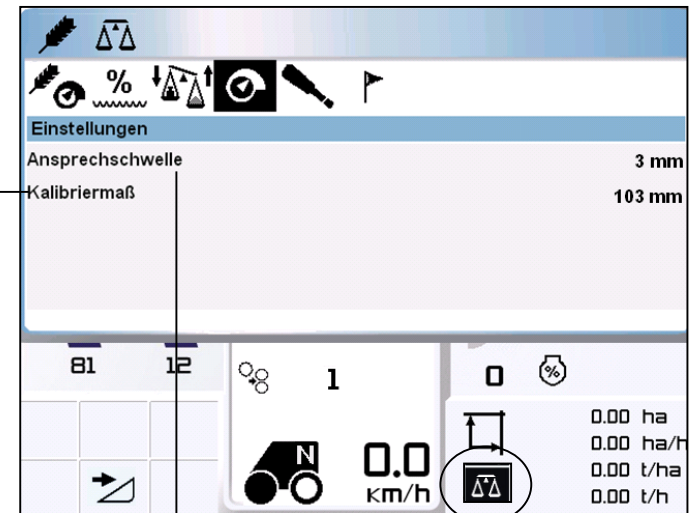 %
Einstellungen
Ansprechschwelle 3 mm
Kalibriermaß 103 mm
81 12 1 0 %
N
0.0
km/h
0.00 ha
0.00 ha/h
0.00 t/ha
0.00 t/h